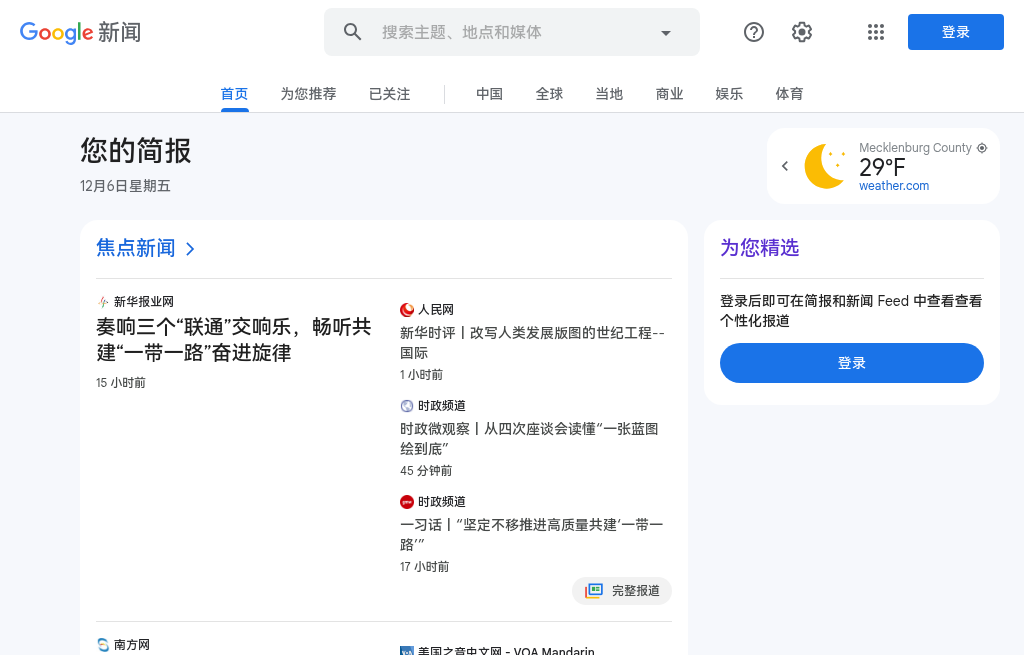 Google 新闻
搜索主题、地点和媒体
登录
首页
为您推荐
已关注
中国
全球
当地
商业
娱乐
体育
您的简报
12月6日星期五
Mecklenburg County
29°F
weather.com
焦点新闻
新华报业网
奏响三个“联通”交响乐，畅听共
建“一带一路”奋进旋律
15 小时前
人民网
新华时评丨改写人类发展版图的世纪工程--
国际
1 小时前
时政频道
时政微观察丨从四次座谈会读懂“一张蓝图
绘到底”
45 分钟前
时政频道
一习话丨“坚定不移推进高质量共建‘一带一
路’”
17 小时前
完整报道
南方网
美国之音中文网 - VOA Mandarin
为您精选
登录后即可在简报和新闻 Feed 中查看查看
个性化报道
登录